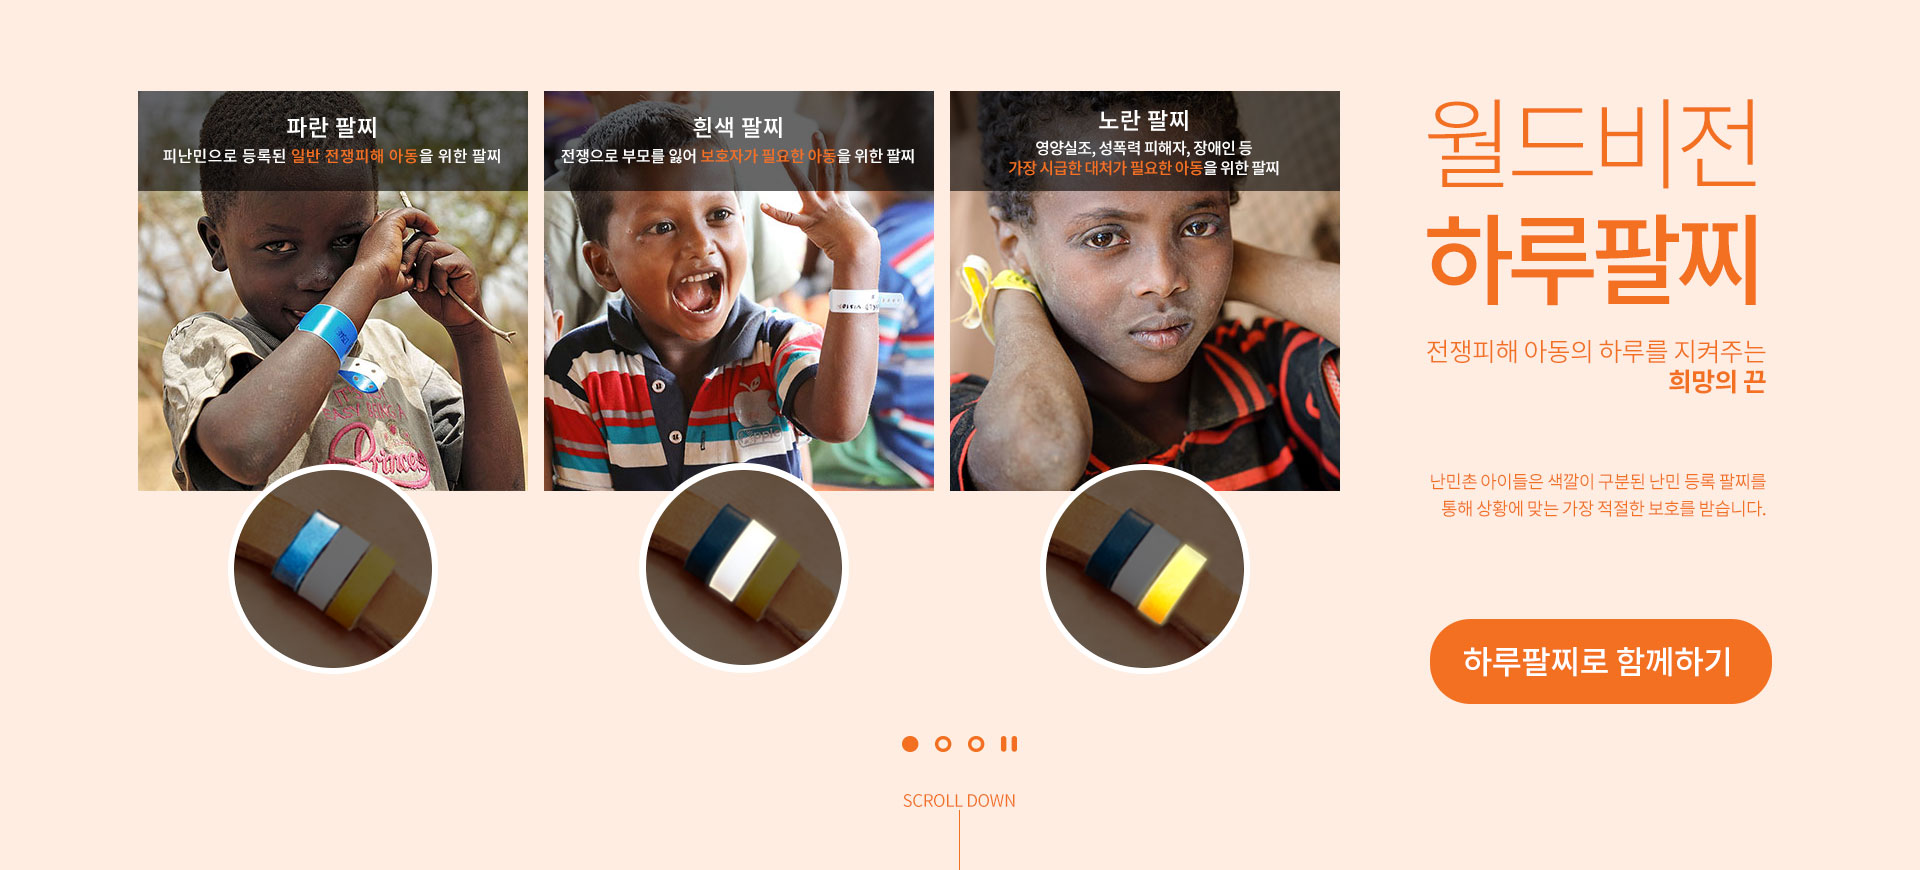 파란 팔찌
피난민으로 등록된 일반 전쟁피해 아동을 위한 팔찌
흰색 팔찌
전쟁으로 부모를 잃어 보호자가 필요한 아동을 위한 팔찌
노란 팔찌
영양실조, 성폭력 피해자, 장애인 등
가장 시급한 대처가 필요한 아동을 위한 팔찌
Princess
월드비전
하루팔찌
전쟁피해 아동의 하루를 지켜주는
희망의 끈
난민촌 아이들은 색깔이 구분된 난민 등록 팔찌를
통해 상황에 맞는 가장 적절한 보호를 받습니다.
하루팔찌로 함께하기
SCROLL DOWN